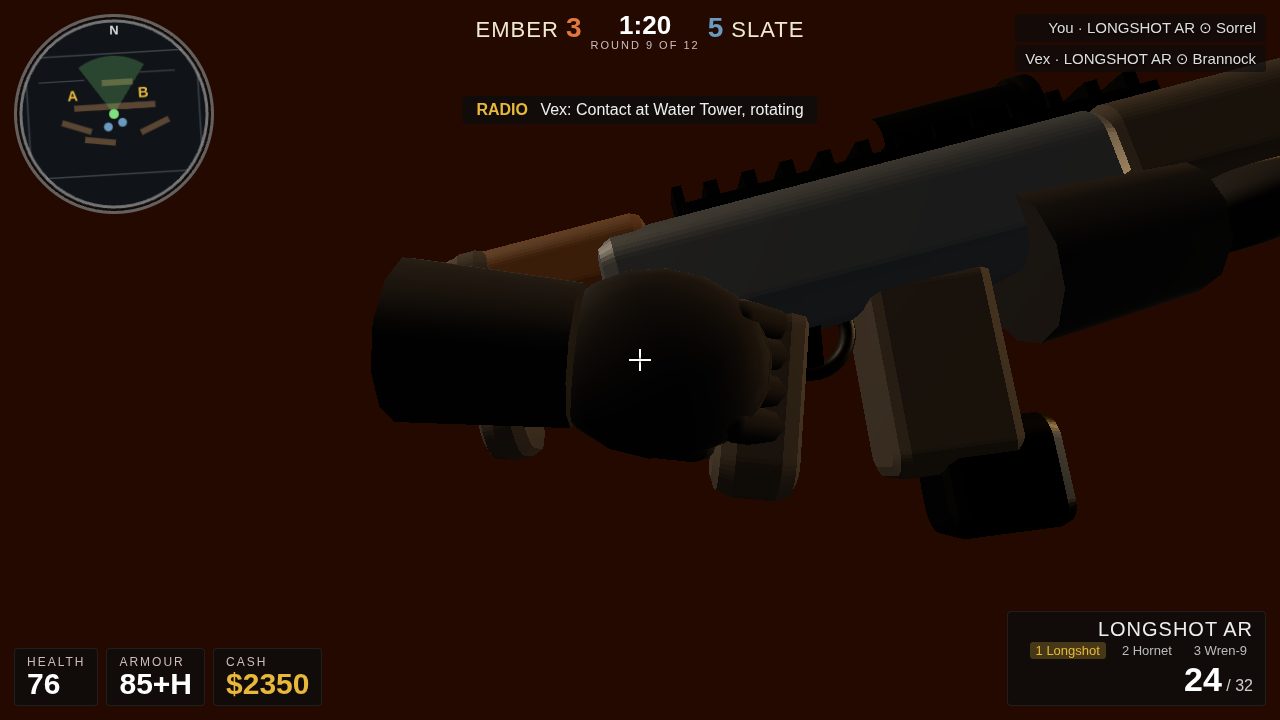 N
A
B
EMBER 3
1:20
5 SLATE
ROUND 9 OF 12
You · LONGSHOT AR ⊙ Sorrel
Vex · LONGSHOT AR ⊙ Brannock
RADIO Vex: Contact at Water Tower, rotating
HEALTH
76
ARMOUR
85+H
CASH
$2350
LONGSHOT AR
1 Longshot 2 Hornet 3 Wren-9
24 / 32